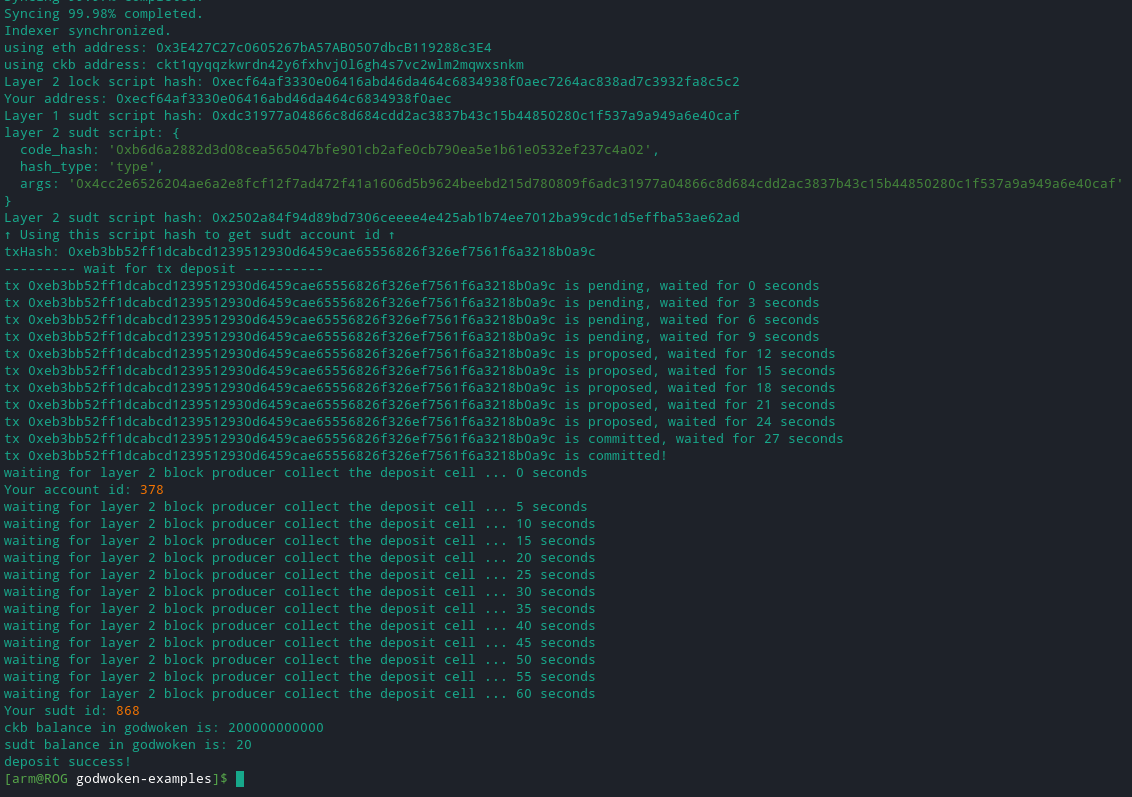 Syncing 99.98% completed.
Indexer synchronized.
using eth address: 0x3E427C27c0605267bA57AB0507dbcB119288c3E4
using ckb address: ckt1qyqqzkwrdn42y6fxhvj0l6gh4s7vc2wlm2mqwxsnkm
Layer 2 lock script hash: 0xecf64af3330e06416abd46da464c6834938f0aec7264ac838ad7c3932fa8c5c2
Your address: 0xecf64af3330e06416abd46da464c6834938f0aec
Layer 1 sudt script hash: 0xdc31977a04866c8d684cdd2ac3837b43c15b44850280c1f537a9a949a6e40caf
layer 2 sudt script: {
  code_hash: '0xb6d6a2882d3d08cea565047bfe901cb2afe0cb790ea5e1b61e0532ef237c4a02',
  hash_type: 'type',
  args: '0x4cc2e6526204ae6a2e8fcf12f7ad472f41a1606d5b9624beebd215d780809f6adc31977a04866c8d684cdd2ac3837b43c15b44850280c1f537a9a949a6e40caf'
}
Layer 2 sudt script hash: 0x2502a84f94d89bd7306ceeee4e425ab1b74ee7012ba99cdc1d5effba53ae62ad
↑ Using this script hash to get sudt account id ↑
txHash: 0xeb3bb52ff1dcabcd1239512930d6459cae65556826f326ef7561f6a3218b0a9c
--------- wait for tx deposit ----------
tx 0xeb3bb52ff1dcabcd1239512930d6459cae65556826f326ef7561f6a3218b0a9c is pending, waited for 0 seconds
tx 0xeb3bb52ff1dcabcd1239512930d6459cae65556826f326ef7561f6a3218b0a9c is pending, waited for 3 seconds
tx 0xeb3bb52ff1dcabcd1239512930d6459cae65556826f326ef7561f6a3218b0a9c is pending, waited for 6 seconds
tx 0xeb3bb52ff1dcabcd1239512930d6459cae65556826f326ef7561f6a3218b0a9c is pending, waited for 9 seconds
tx 0xeb3bb52ff1dcabcd1239512930d6459cae65556826f326ef7561f6a3218b0a9c is proposed, waited for 12 seconds
tx 0xeb3bb52ff1dcabcd1239512930d6459cae65556826f326ef7561f6a3218b0a9c is proposed, waited for 15 seconds
tx 0xeb3bb52ff1dcabcd1239512930d6459cae65556826f326ef7561f6a3218b0a9c is proposed, waited for 18 seconds
tx 0xeb3bb52ff1dcabcd1239512930d6459cae65556826f326ef7561f6a3218b0a9c is proposed, waited for 21 seconds
tx 0xeb3bb52ff1dcabcd1239512930d6459cae65556826f326ef7561f6a3218b0a9c is proposed, waited for 24 seconds
tx 0xeb3bb52ff1dcabcd1239512930d6459cae65556826f326ef7561f6a3218b0a9c is committed, waited for 27 seconds
tx 0xeb3bb52ff1dcabcd1239512930d6459cae65556826f326ef7561f6a3218b0a9c is committed!
waiting for layer 2 block producer collect the deposit cell ... 0 seconds
Your account id: 378
waiting for layer 2 block producer collect the deposit cell ... 5 seconds
waiting for layer 2 block producer collect the deposit cell ... 10 seconds
waiting for layer 2 block producer collect the deposit cell ... 15 seconds
waiting for layer 2 block producer collect the deposit cell ... 20 seconds
waiting for layer 2 block producer collect the deposit cell ... 25 seconds
waiting for layer 2 block producer collect the deposit cell ... 30 seconds
waiting for layer 2 block producer collect the deposit cell ... 35 seconds
waiting for layer 2 block producer collect the deposit cell ... 40 seconds
waiting for layer 2 block producer collect the deposit cell ... 45 seconds
waiting for layer 2 block producer collect the deposit cell ... 50 seconds
waiting for layer 2 block producer collect the deposit cell ... 55 seconds
waiting for layer 2 block producer collect the deposit cell ... 60 seconds
Your sudt id: 868
ckb balance in godwoken is: 200000000000
sudt balance in godwoken is: 20
deposit success!
[arm@ROG godwoken-examples]$